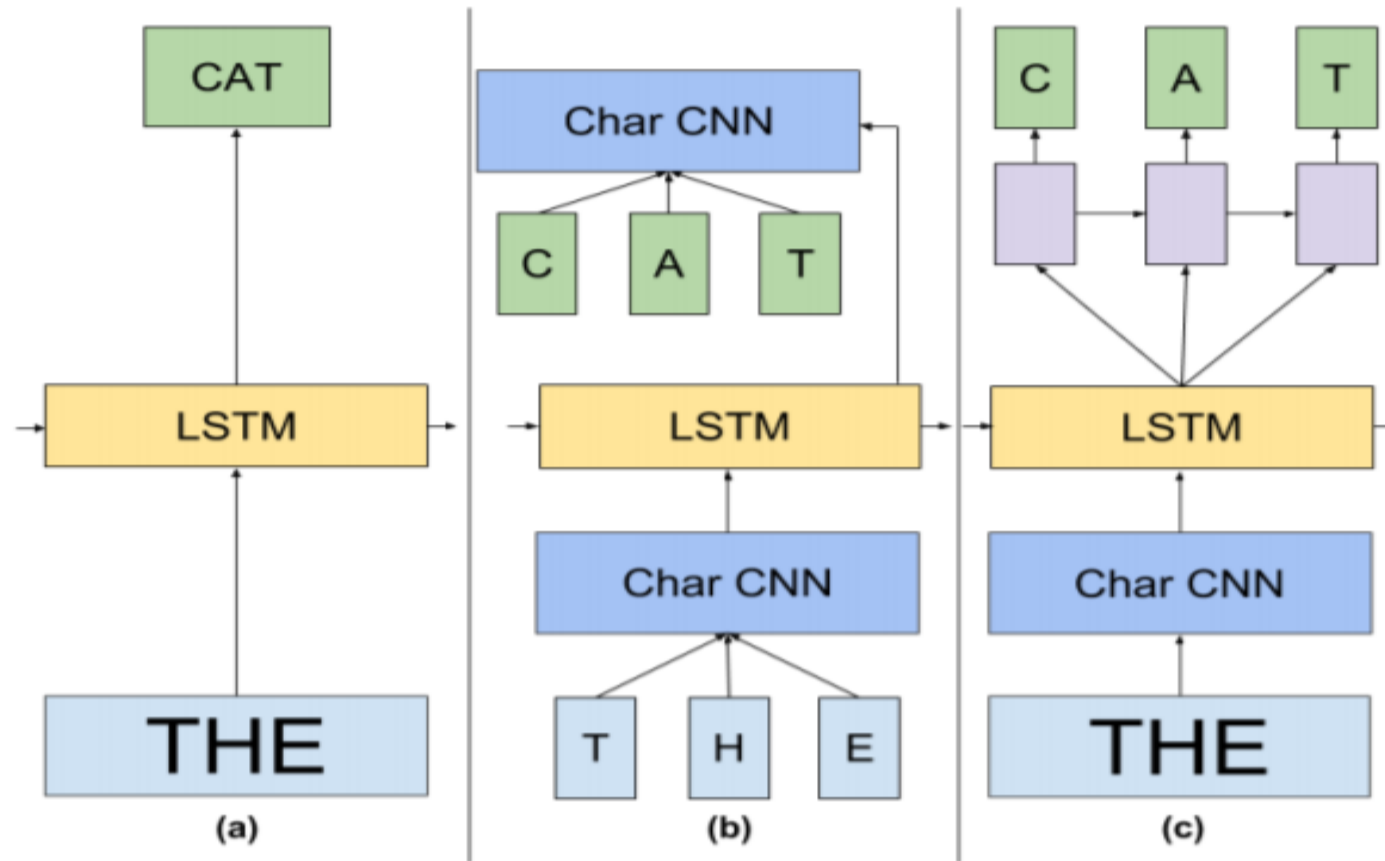 CAT
LSTM
THE
(a)
Char CNN
C A T
LSTM
Char CNN
T H E
(b)
C A T
LSTM
Char CNN
THE
(c)